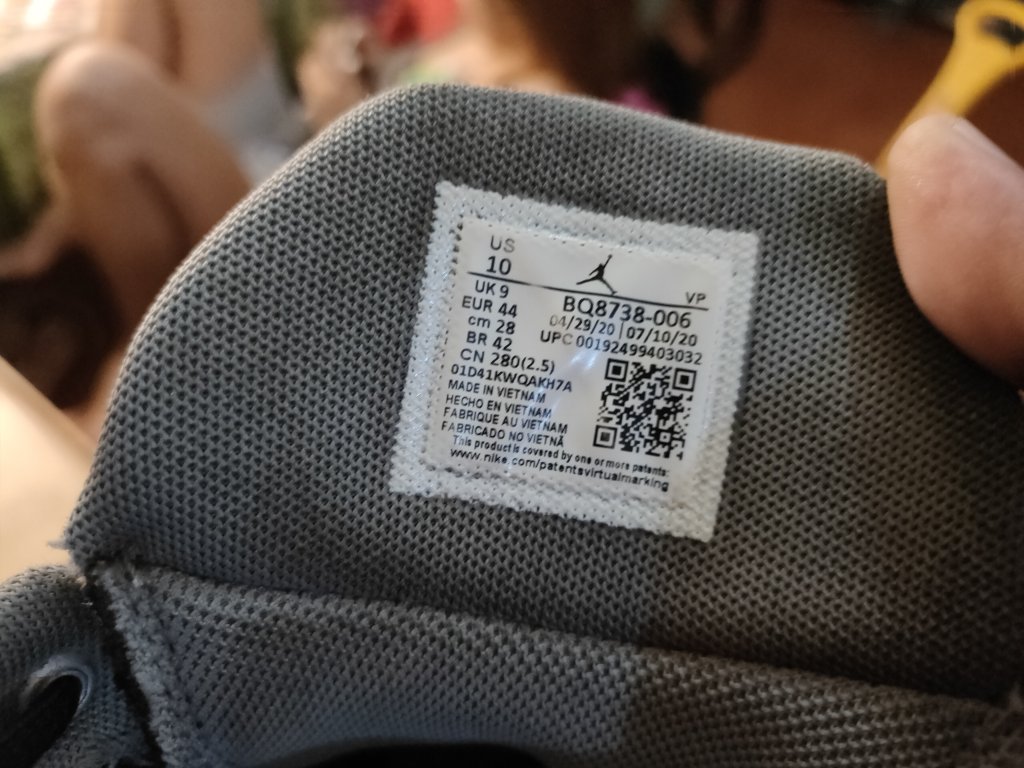 US
10
VP
UK 9
EUR 44
cm 28
BR 42
CN 280(2.5)
BQ8738-006
04/29/20 | 07/10/20
UPC 00192499403032
01D41KWQAKH7A
MADE IN VIETNAM
HECHO EN VIETNAM
FABRIQUE AU VIETNAM
FABRICADO NO VIETNÃ
This product is covered by one or more patents:
www.nike.com/patentsvirtualmarking